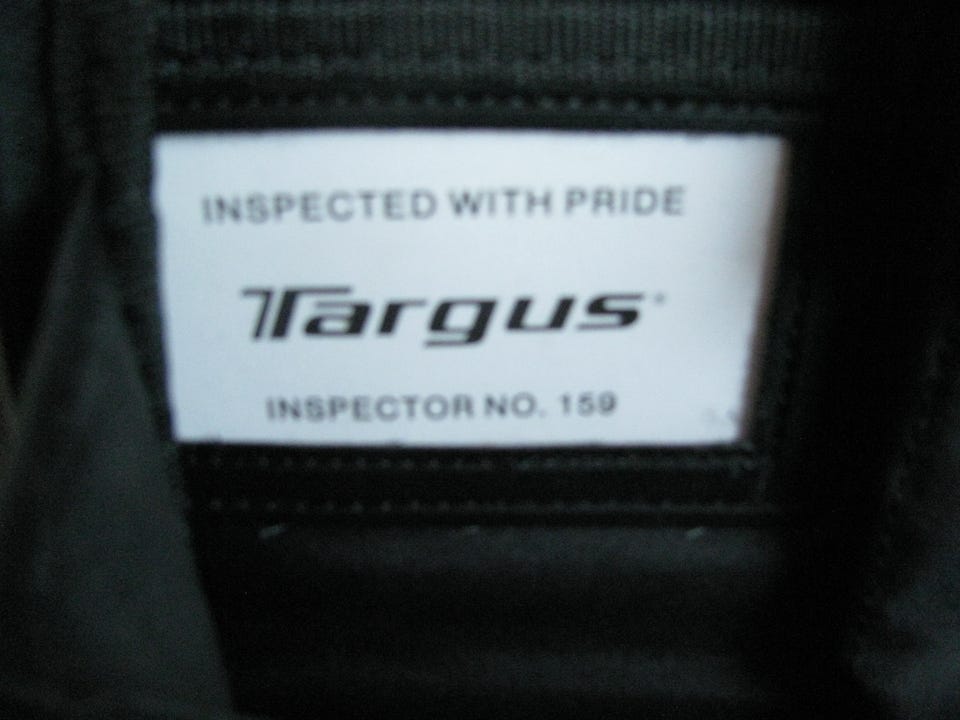 INSPECTED WITH PRIDE
Targus
INSPECTOR NO. 159